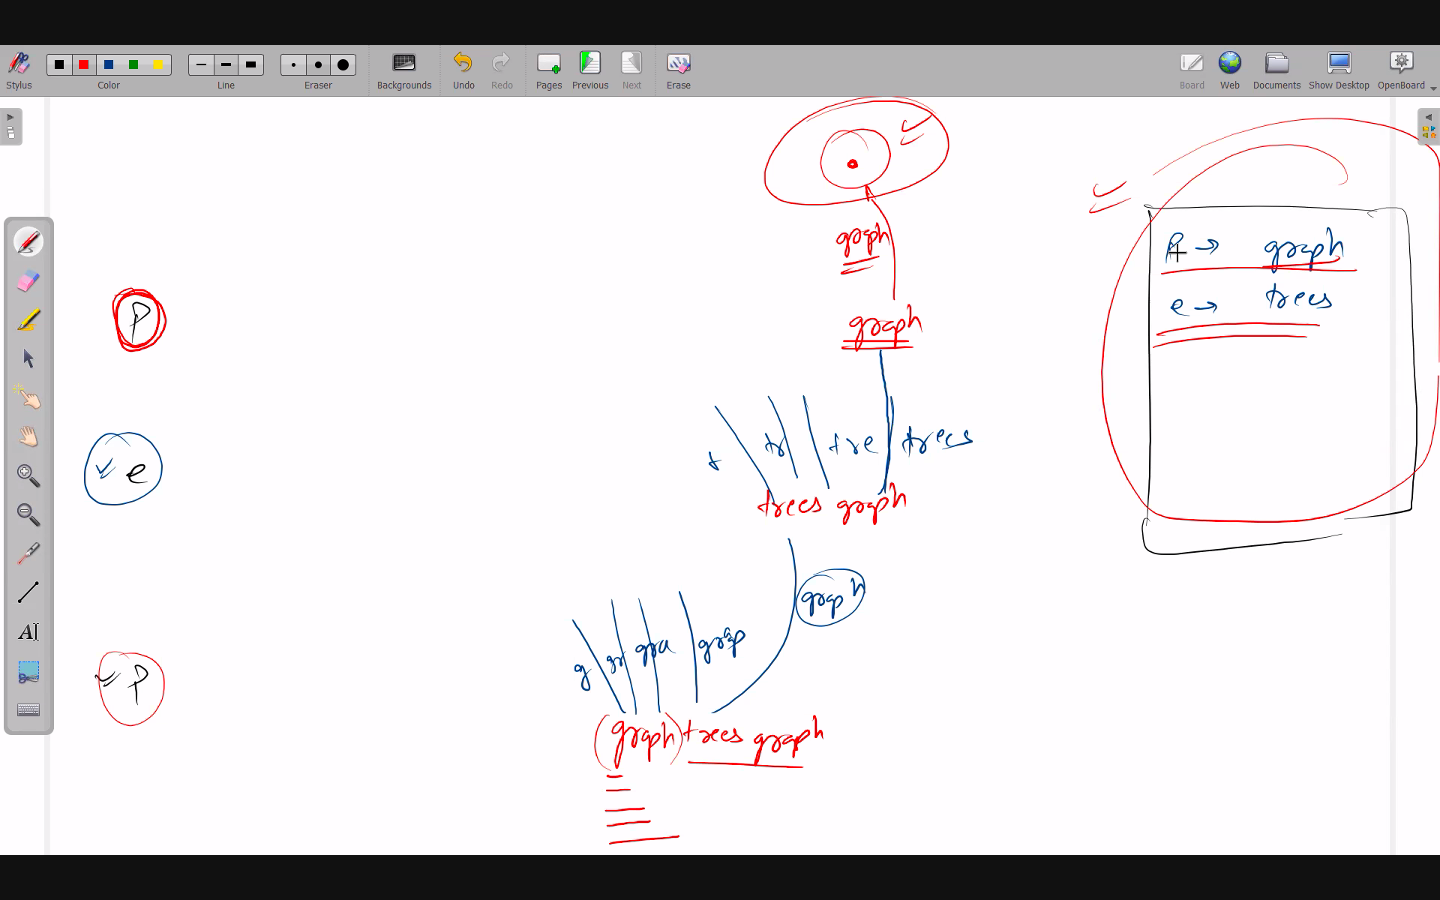 Stylus Color Line Eraser Backgrounds Undo Redo Pages Previous Next Erase Board Web Documents Show Desktop OpenBoard
graph
p → graph
e → trees
p
graph
t tr tre trees
e
trees graph
graph
g gr gra grap
p
(graph) trees graph
AI